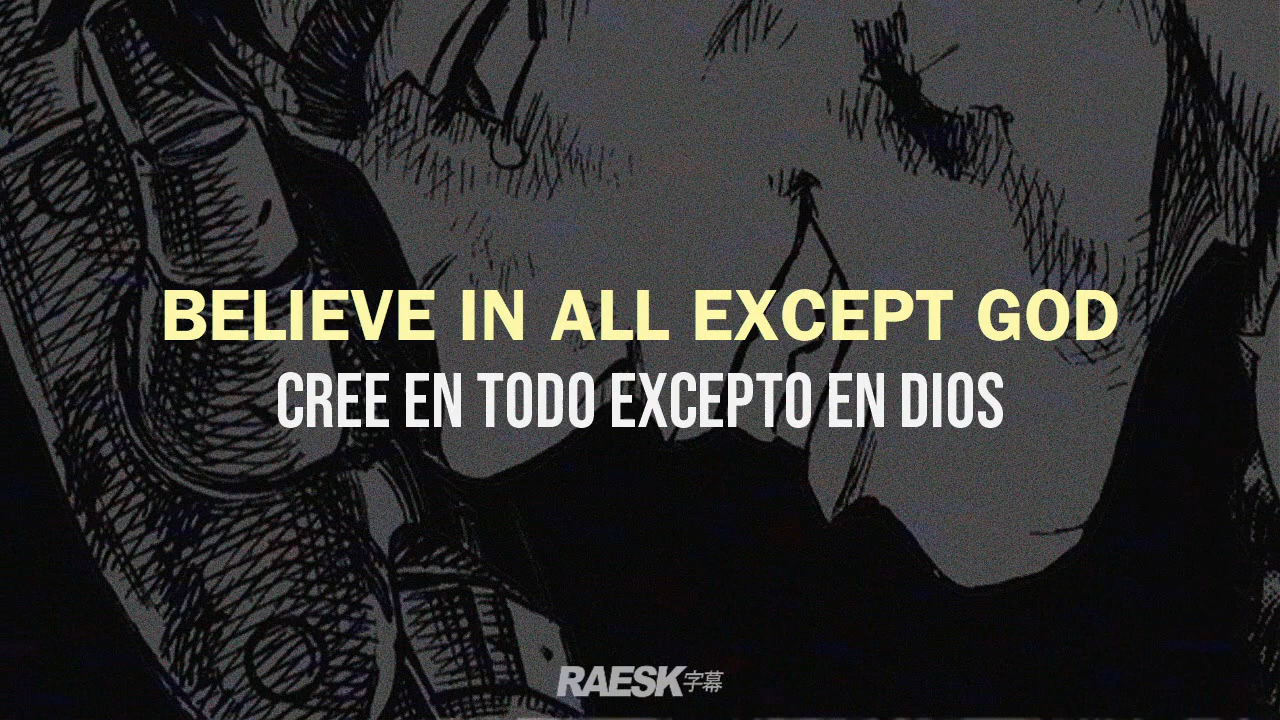 BELIEVE IN ALL EXCEPT GOD
CREE EN TODO EXCEPTO EN DIOS
RAESK字幕